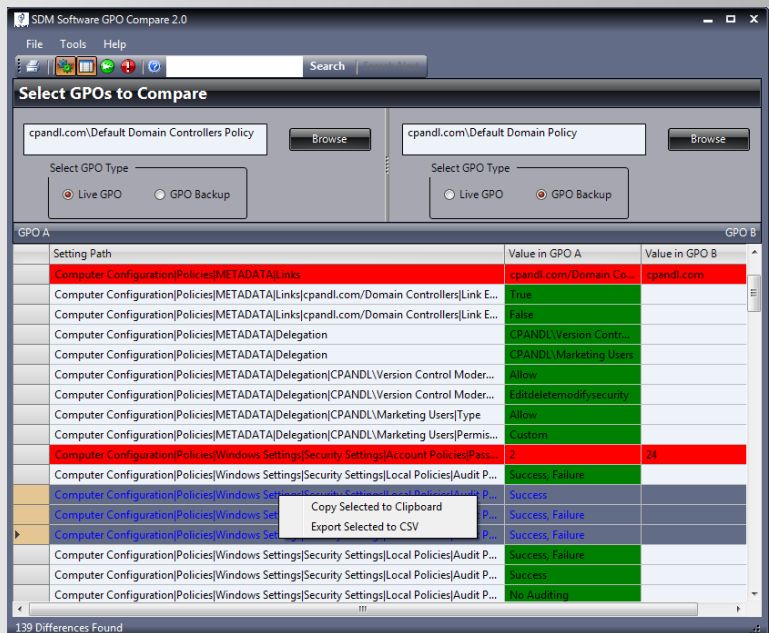 SDM Software GPO Compare 2.0
File Tools Help
Search
Select GPOs to Compare
cpandl.com\Default Domain Controllers Policy Browse cpandl.com\Default Domain Policy Browse
Select GPO Type Select GPO Type
Live GPO GPO Backup Live GPO GPO Backup
GPO A GPO B
Setting Path Value in GPO A Value in GPO B
Computer Configuration|Policies|METADATA|Links cpandl.com/Domain Co... cpandl.com
Computer Configuration|Policies|METADATA|Links|cpandl.com/Domain Controllers|Link E... True
Computer Configuration|Policies|METADATA|Links|cpandl.com/Domain Controllers|Link E... False
Computer Configuration|Policies|METADATA|Delegation CPANDL\Version Contr...
Computer Configuration|Policies|METADATA|Delegation CPANDL\Marketing Users
Computer Configuration|Policies|METADATA|Delegation|CPANDL\Version Control Moder... Allow
Computer Configuration|Policies|METADATA|Delegation|CPANDL\Version Control Moder... Editdeletemodifysecurity
Computer Configuration|Policies|METADATA|Delegation|CPANDL\Marketing Users|Type Allow
Computer Configuration|Policies|METADATA|Delegation|CPANDL\Marketing Users|Permis... Custom
Computer Configuration|Policies|Windows Settings|Security Settings|Account Policies|Pass... 2 24
Computer Configuration|Policies|Windows Settings|Security Settings|Local Policies|Audit P... Success, Failure
Computer Configuration|Policies|Windows Settings|Security Settings|Local Policies|Audit P... Success
Copy Selected to Clipboard
Computer Configuration|Policies|Windows Set Success, Failure
Export Selected to CSV
Computer Configuration|Policies|Windows Set Success, Failure
Computer Configuration|Policies|Windows Settings|Security Settings|Local Policies|Audit P... Success, Failure
Computer Configuration|Policies|Windows Settings|Security Settings|Local Policies|Audit P... Success
Computer Configuration|Policies|Windows Settings|Security Settings|Local Policies|Audit P... No Auditing
139 Differences Found